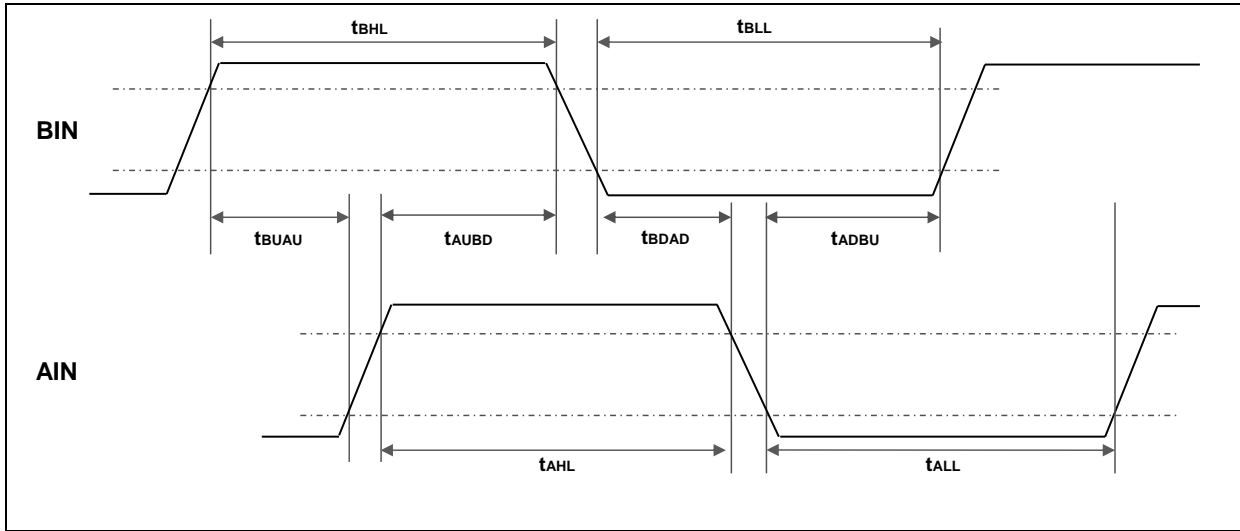 tBHL
tBLL
BIN
tBUAU
tAUBD
tBDAD
tADBU
AIN
tAHL
tALL